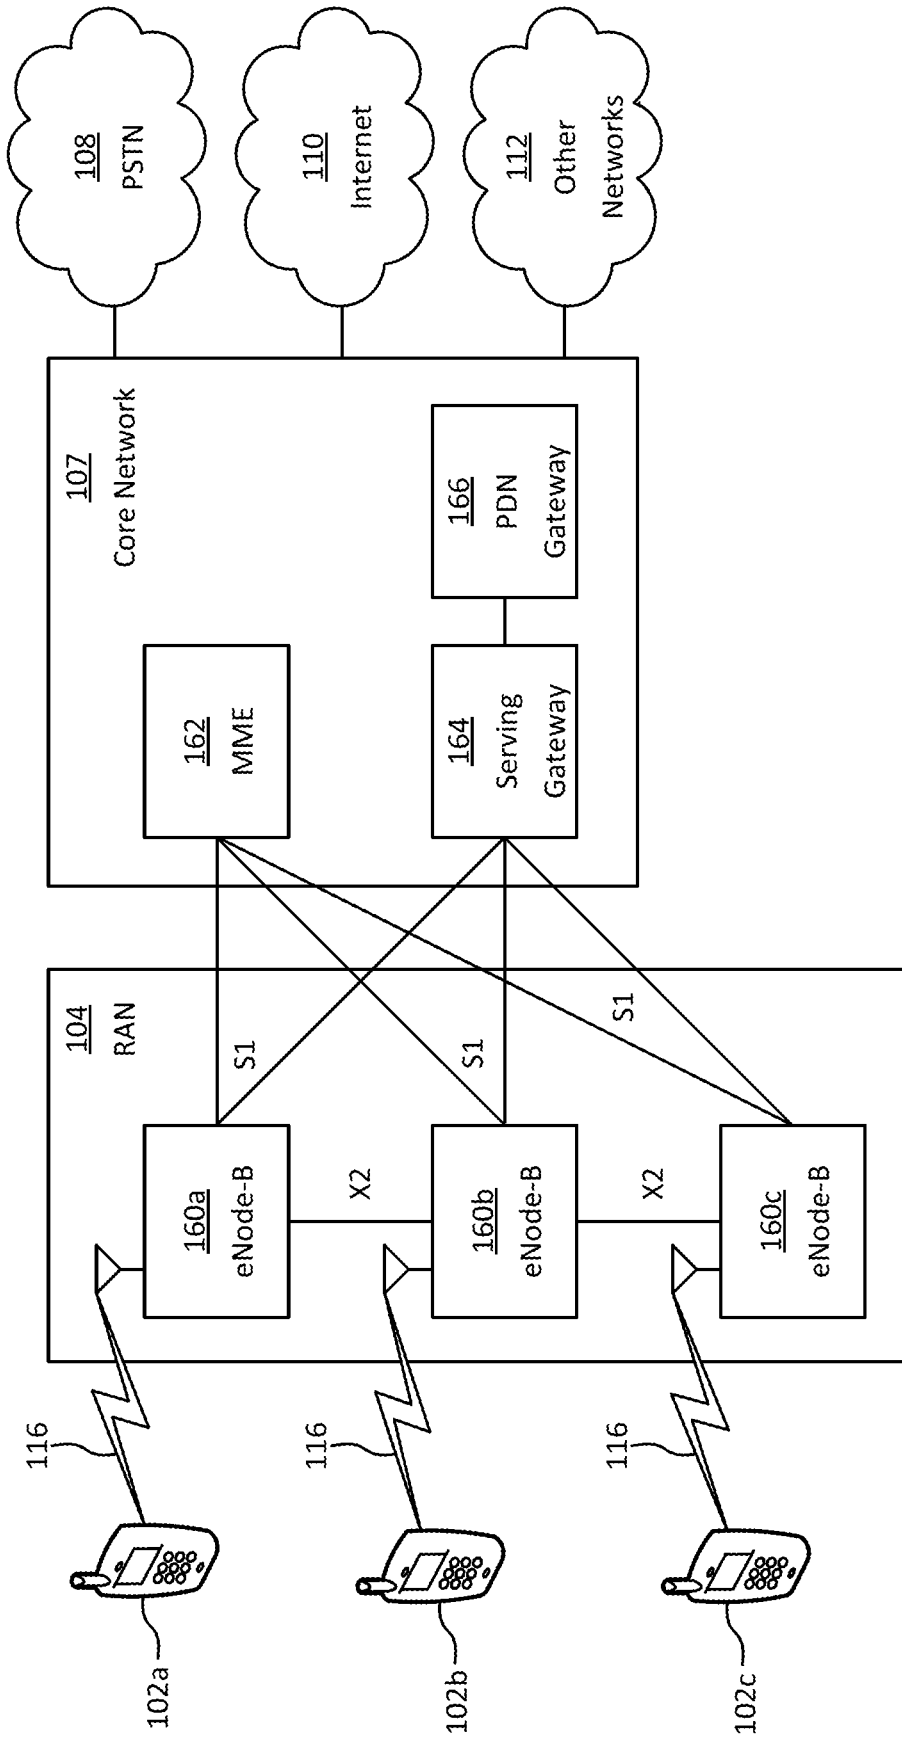 108
PSTN
110
Internet
112
Other
Networks
107
Core Network
166
PDN
Gateway
162
MME
164
Serving
Gateway
104
RAN
S1
S1
S1
160a
eNode-B
X2
160b
eNode-B
X2
160c
eNode-B
116
116
116
102a
102b
102c